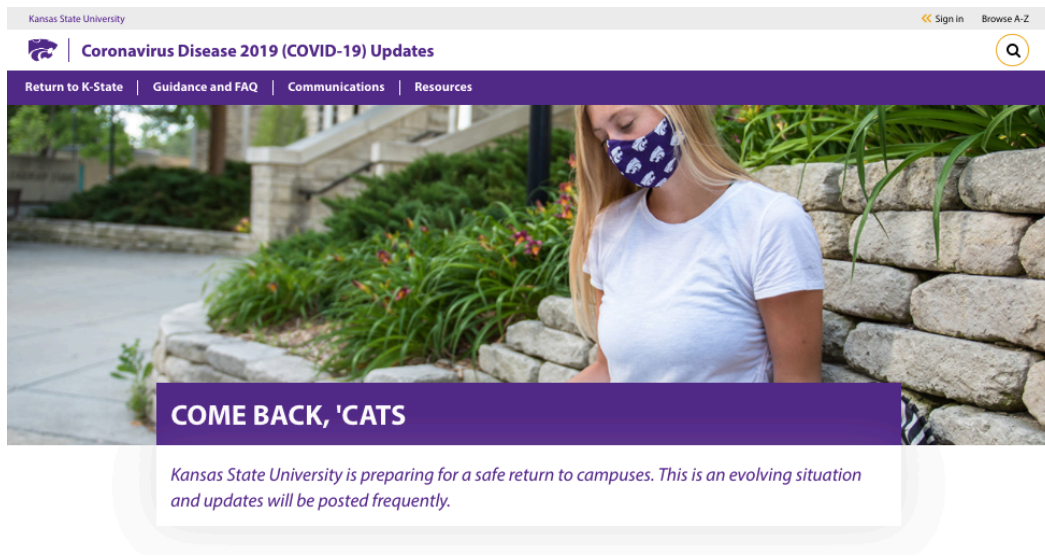 Kansas State University
Sign in Browse A-Z
Coronavirus Disease 2019 (COVID-19) Updates
Return to K-State Guidance and FAQ Communications Resources
COME BACK, 'CATS
Kansas State University is preparing for a safe return to campuses. This is an evolving situation
and updates will be posted frequently.